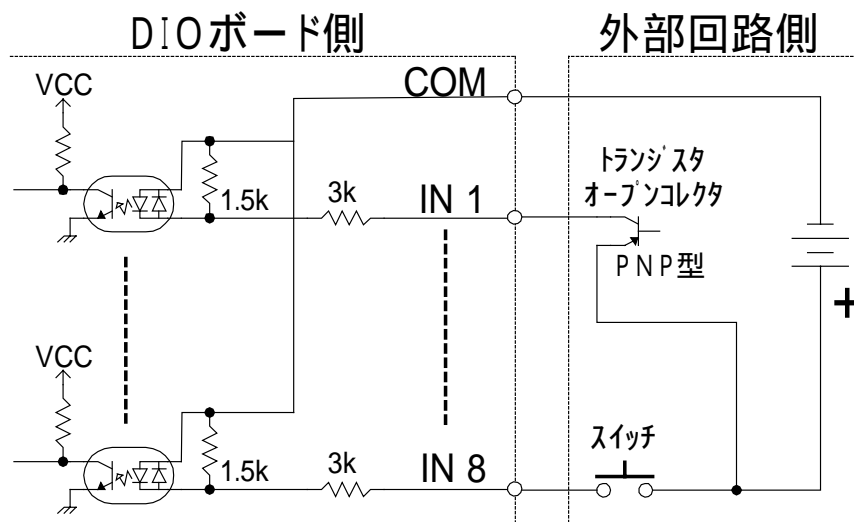 DIOボード側
外部回路側
VCC
COM
トランジスタ
オープンコレクタ
1.5k
3k
IN 1
PNP型
+
VCC
スイッチ
1.5k
3k
IN 8